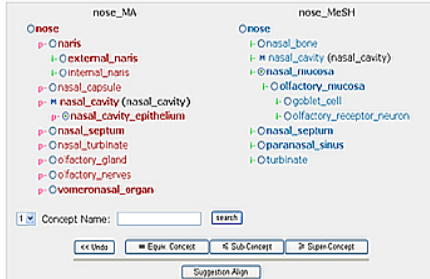 nose_MA
nose
p- naris
i- external_naris
i- internal_naris
p- nasal_capsule
p- M nasal_cavity (nasal_cavity)
p- nasal_cavity_epithelium
p- nasal_septum
p- nasal_turbinate
p- olfactory_gland
p- olfactory_nerves
p- vomeronasal_organ
nose_MeSH
nose
i- nasal_bone
i- M nasal_cavity (nasal_cavity)
i- nasal_mucosa
i- olfactory_mucosa
i- goblet_cell
i- olfactory_receptor_neuron
i- nasal_septum
i- paranasal_sinus
i- turbinate
1 Concept Name: search
<< Undo = Equiv. Concept ≤ Sub-Concept ≥ Super-Concept
Suggestion Align